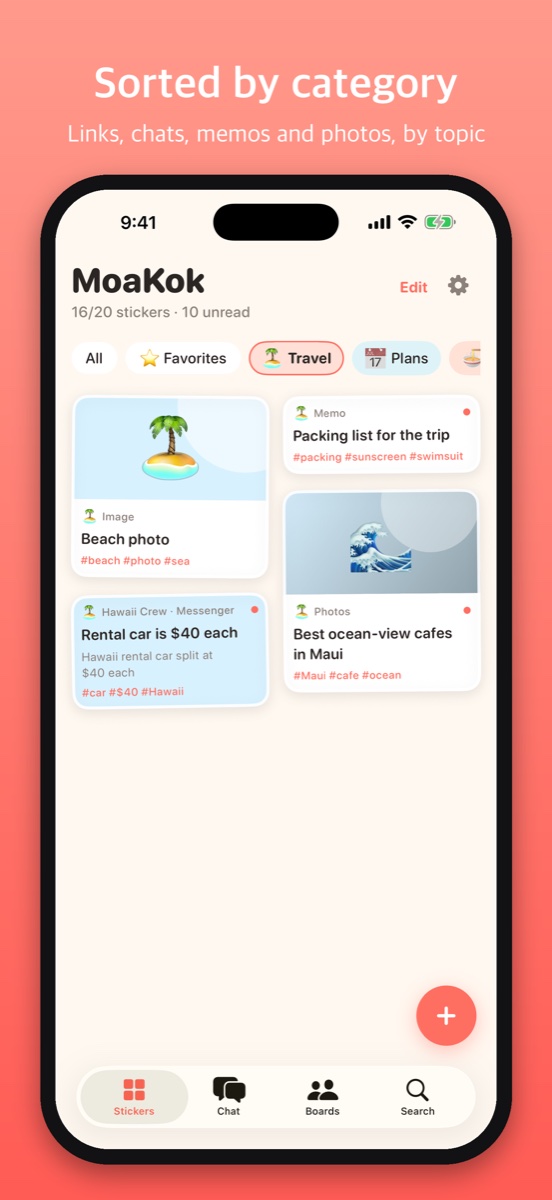 Sorted by category
Links, chats, memos and photos, by topic
9:41
MoaKok
Edit
16/20 stickers · 10 unread
All
⭐ Favorites
🏝️ Travel
17 Plans
Image
Beach photo
#beach #photo #sea
Hawaii Crew · Messenger
Rental car is $40 each
Hawaii rental car split at
$40 each
#car #$40 #Hawaii
Memo
Packing list for the trip
#packing #sunscreen #swimsuit
Photos
Best ocean-view cafes
in Maui
#Maui #cafe #ocean
+
Stickers
Chat
Boards
Search